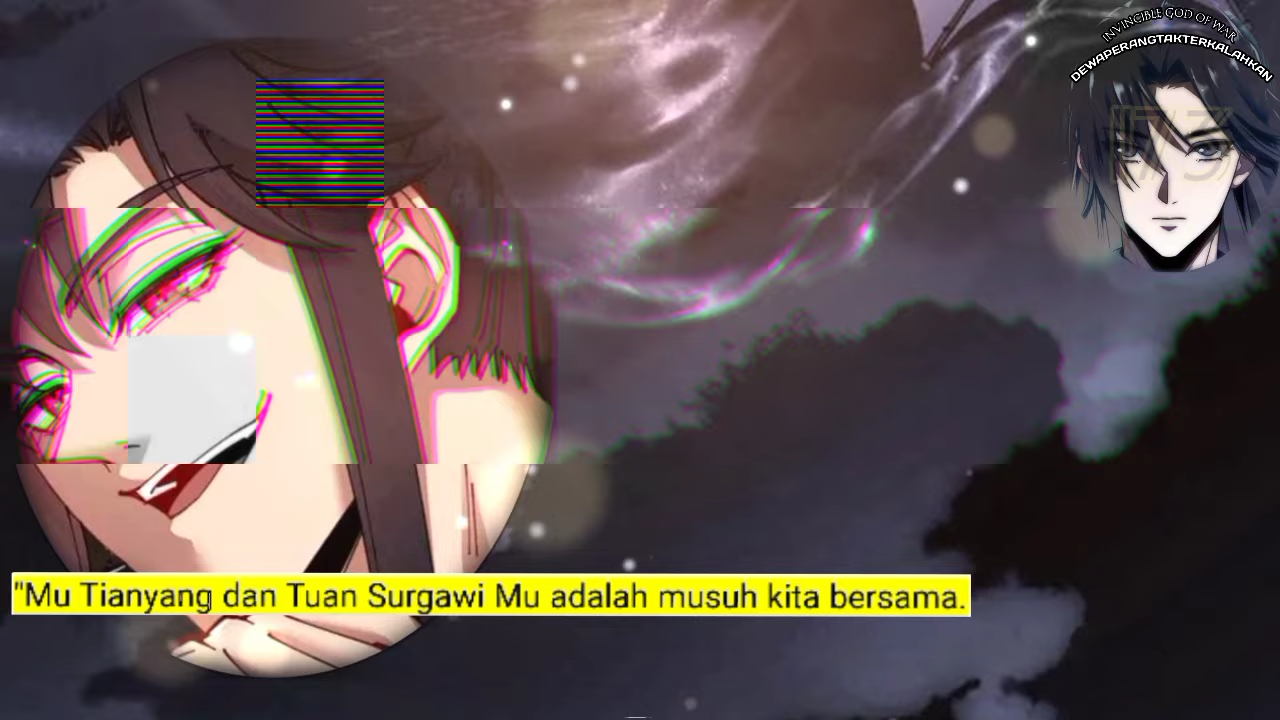 INVINCIBLE GOD OF WAR
DEWAPERANGTAKTERKALAHKAN
"Mu Tianyang dan Tuan Surgawi Mu adalah musuh kita bersama.